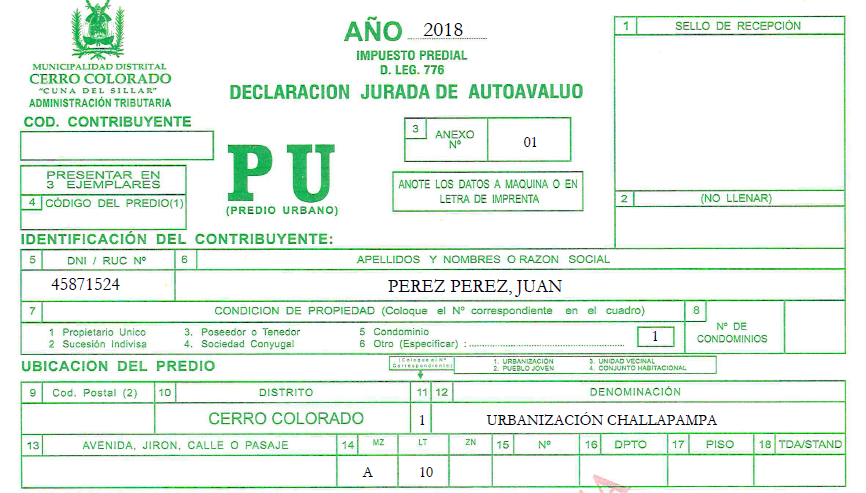 MUNICIPALIDAD DISTRITAL
CERRO COLORADO
"CUNA DEL SILLAR"
ADMINISTRACIÓN TRIBUTARIA
AÑO 2018
IMPUESTO PREDIAL
D. LEG. 776
DECLARACION JURADA DE AUTOAVALUO
1 SELLO DE RECEPCIÓN
COD. CONTRIBUYENTE
PRESENTAR EN
3 EJEMPLARES
4 CÓDIGO DEL PREDIO(1)
PU
(PREDIO URBANO)
3 ANEXO
Nº
01
ANOTE LOS DATOS A MAQUINA O EN
LETRA DE IMPRENTA
2 (NO LLENAR)
IDENTIFICACIÓN DEL CONTRIBUYENTE:
5 DNI / RUC Nº 6 APELLIDOS Y NOMBRES O RAZON SOCIAL
45871524 PEREZ PEREZ, JUAN
7 CONDICION DE PROPIEDAD (Coloque el Nº correspondiente en el cuadro) 8
1 Propietario Unico 3. Poseedor o Tenedor 5 Condominio
2 Sucesión Indivisa 4. Sociedad Conyugal 6 Otro (Especificar) : 1
Nº DE
CONDOMINIOS
UBICACION DEL PREDIO
(Coloque el Nº
Correspondiente)
1. URBANIZACIÓN 3. UNIDAD VECINAL
2. PUEBLO JOVEN 4. CONJUNTO HABITACIONAL
9 Cod. Postal (2) 10 DISTRITO 11 12 DENOMINACIÓN
CERRO COLORADO 1 URBANIZACIÓN CHALLAPAMPA
13 AVENIDA, JIRON, CALLE O PASAJE 14 MZ LT ZN 15 Nº 16 DPTO 17 PISO 18 TDA/STAND
A 10